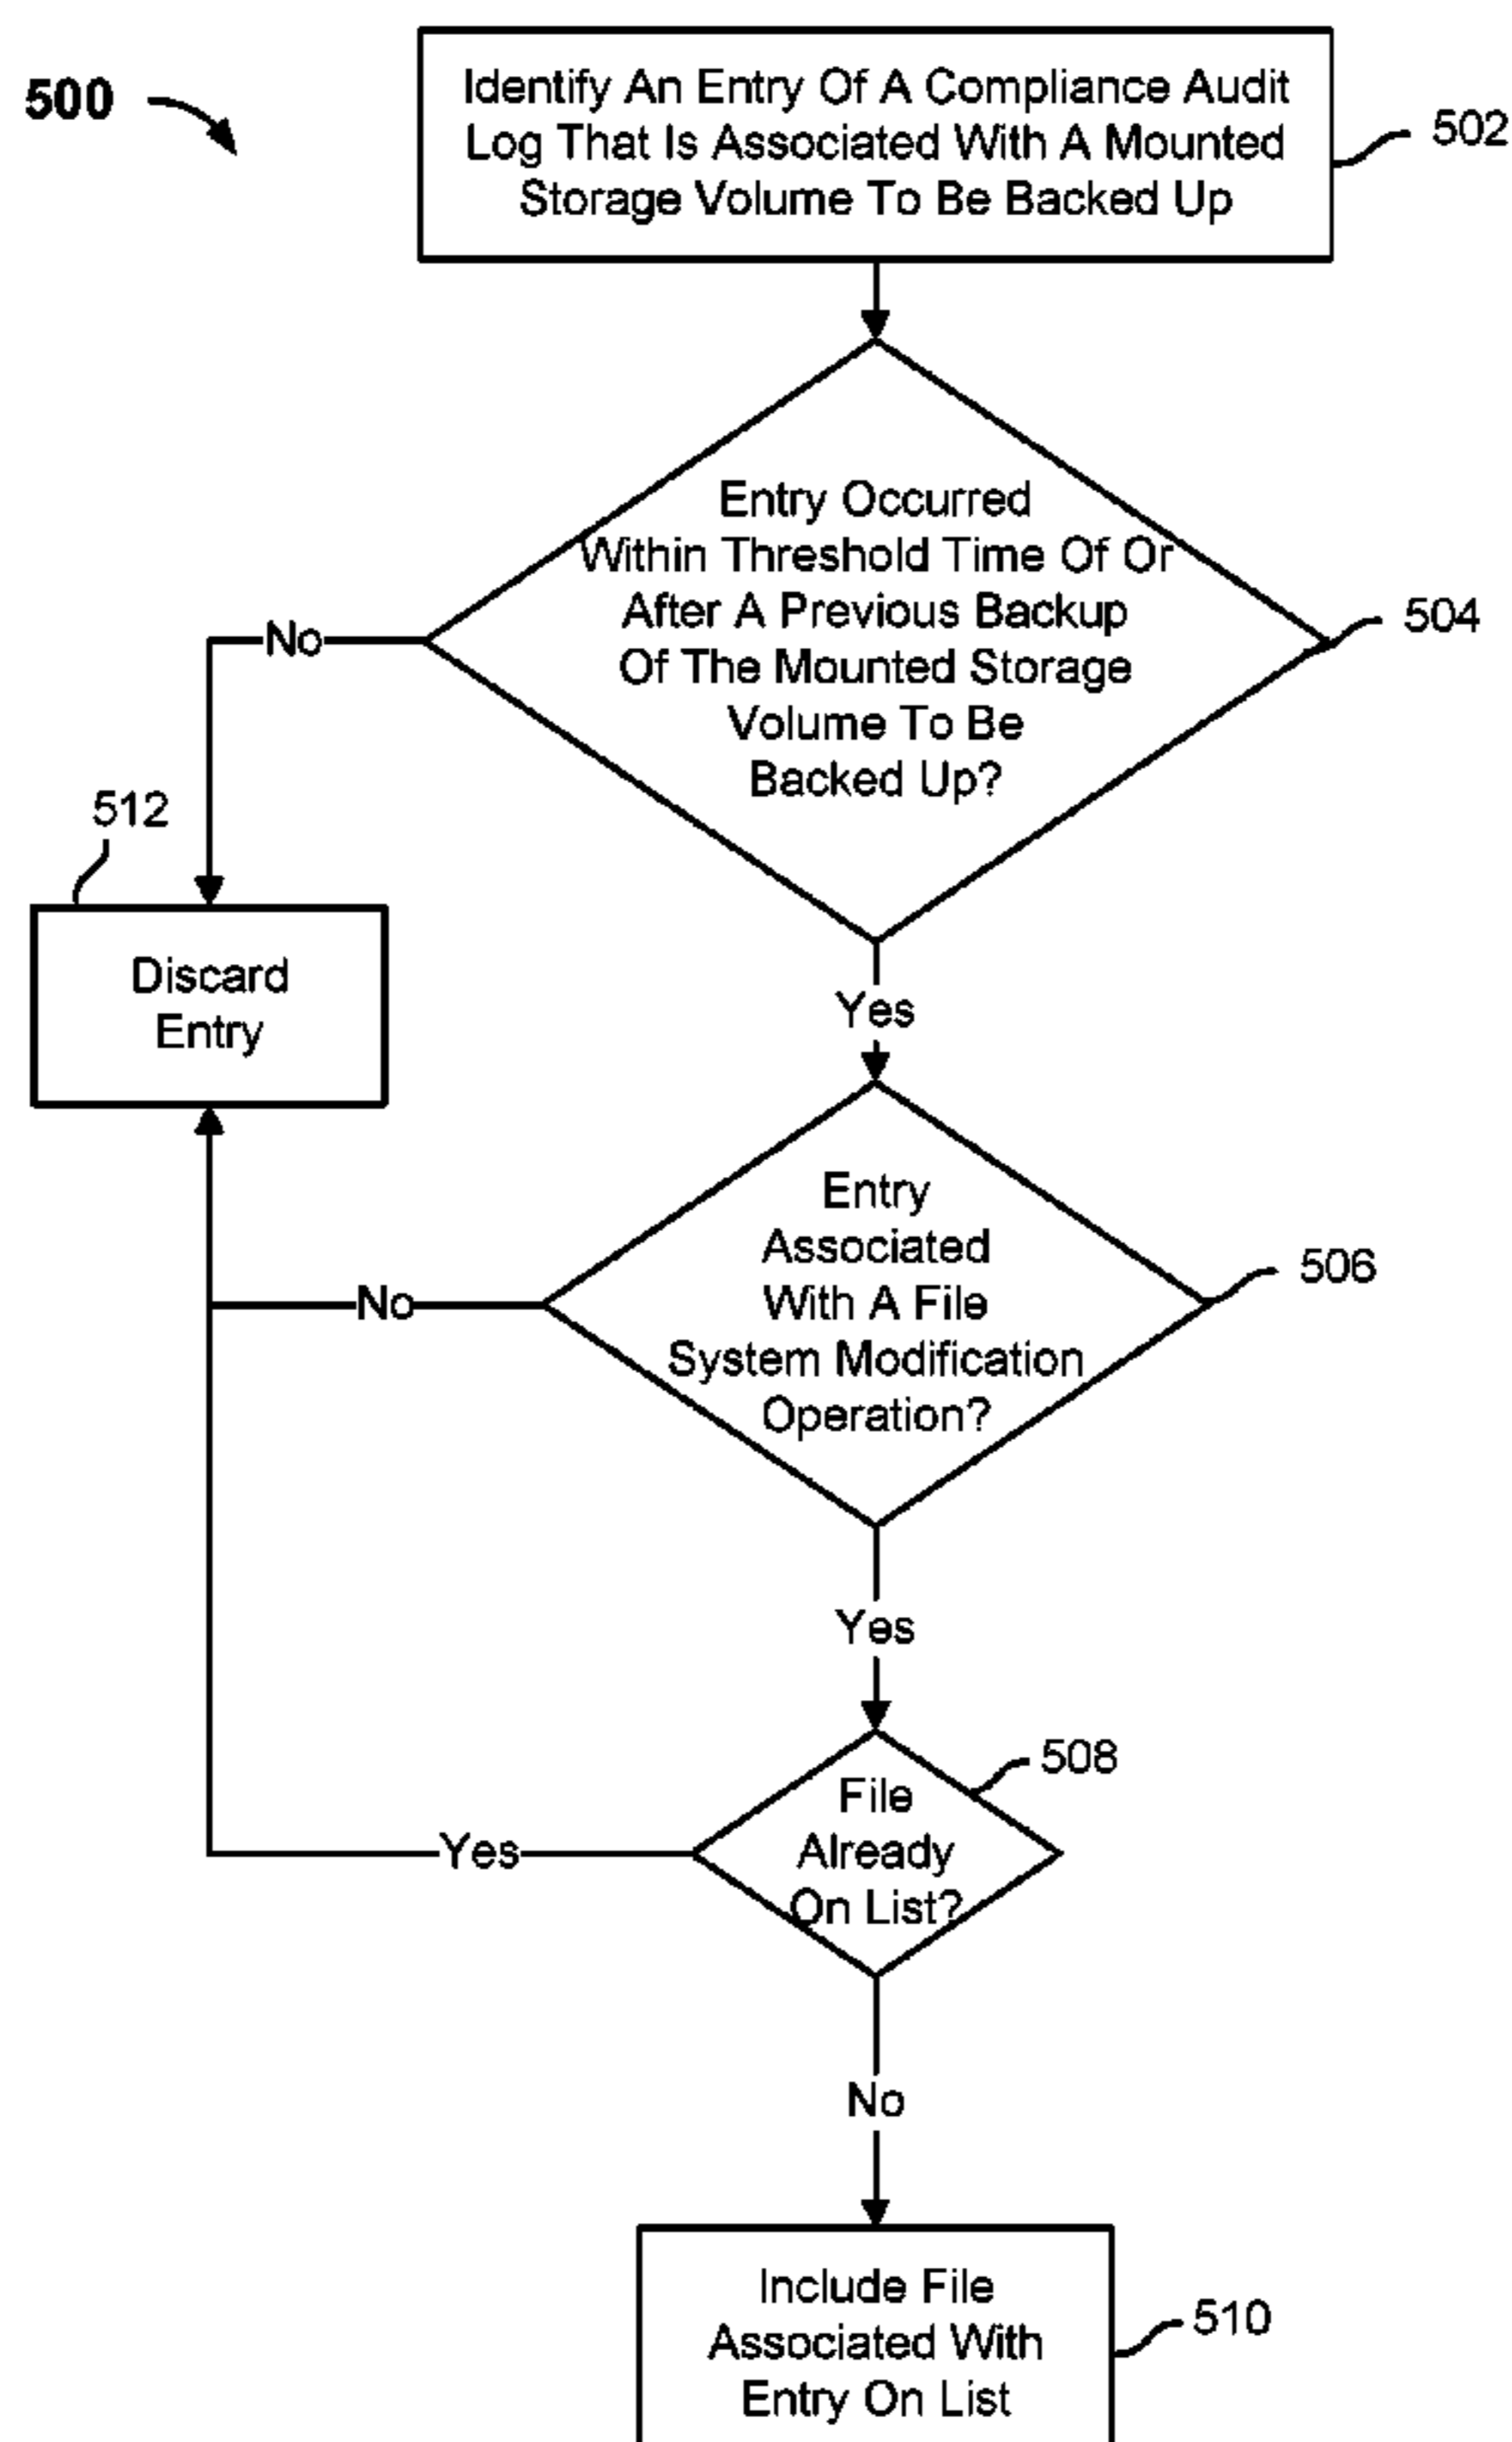 500
Identify An Entry Of A Compliance Audit
Log That Is Associated With A Mounted
Storage Volume To Be Backed Up
502
Entry Occurred
Within Threshold Time Of Or
After A Previous Backup
Of The Mounted Storage
Volume To Be
Backed Up?
504
No
512
Discard
Entry
Yes
Entry
Associated
With A File
System Modification
Operation?
506
No
Yes
File
Already
On List?
508
Yes
No
Include File
Associated With
Entry On List
510